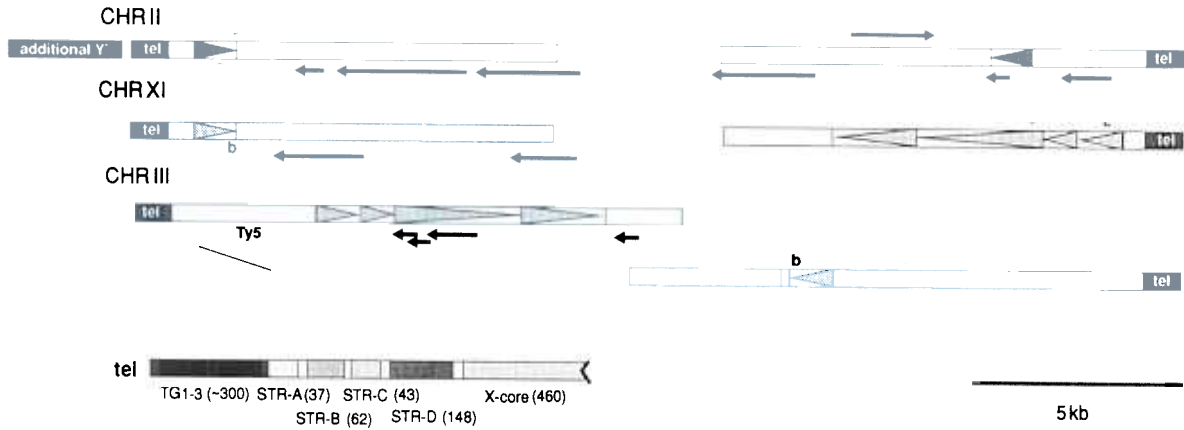 CHR II
additional Y' tel
tel
CHR XI
tel
b
tel
CHR III
tel
Ty5
b
tel
tel
TG1-3 (~300) STR-A (37) STR-C (43) X-core (460)
STR-B (62) STR-D (148)
5 kb